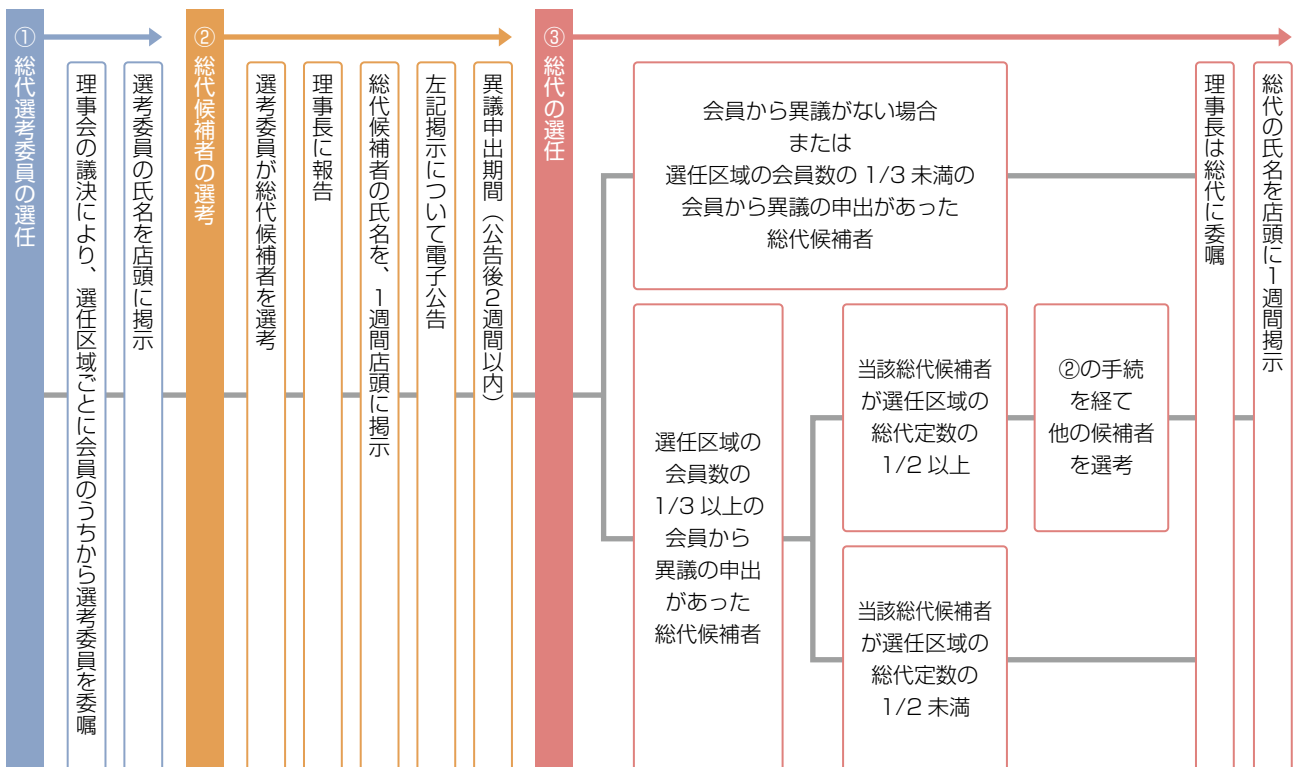 ① 総代選考委員の選任
理事会の議決により、選任区域ごとに会員のうちから選考委員を委嘱
選考委員の氏名を店頭に掲示
② 総代候補者の選考
選考委員が総代候補者を選考
理事長に報告
総代候補者の氏名を、1週間店頭に掲示
左記掲示について電子公告
異議申出期間（公告後2週間以内）
③ 総代の選任
会員から異議がない場合
または
選任区域の会員数の 1/3 未満の
会員から異議の申出があった
総代候補者
選任区域の
会員数の
1/3 以上の
会員から
異議の申出
があった
総代候補者
当該総代候補者
が選任区域の
総代定数の
1/2 以上
②の手続
を経て
他の候補者
を選考
当該総代候補者
が選任区域の
総代定数の
1/2 未満
理事長は総代に委嘱
総代の氏名を店頭に1週間掲示